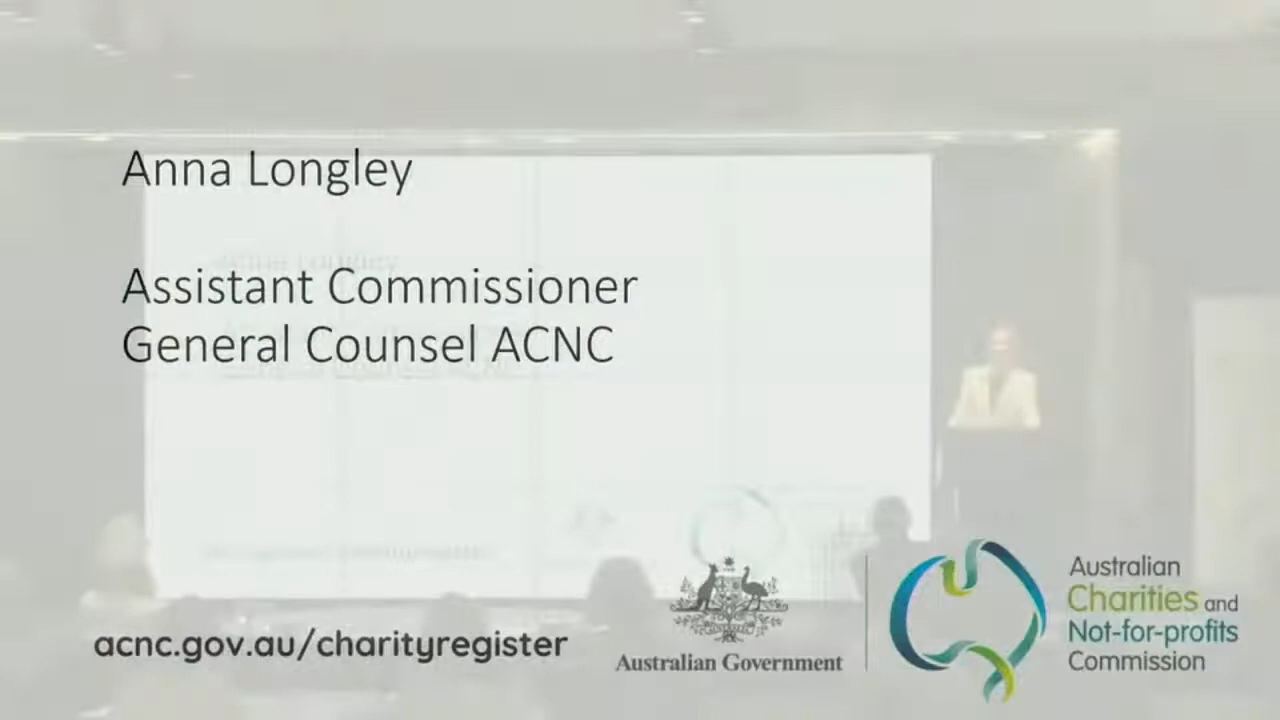 Anna Longley
Assistant Commissioner
General Counsel ACNC
acnc.gov.au/charityregister
Australian Government
Australian
Charities and
Not-for-profits
Commission